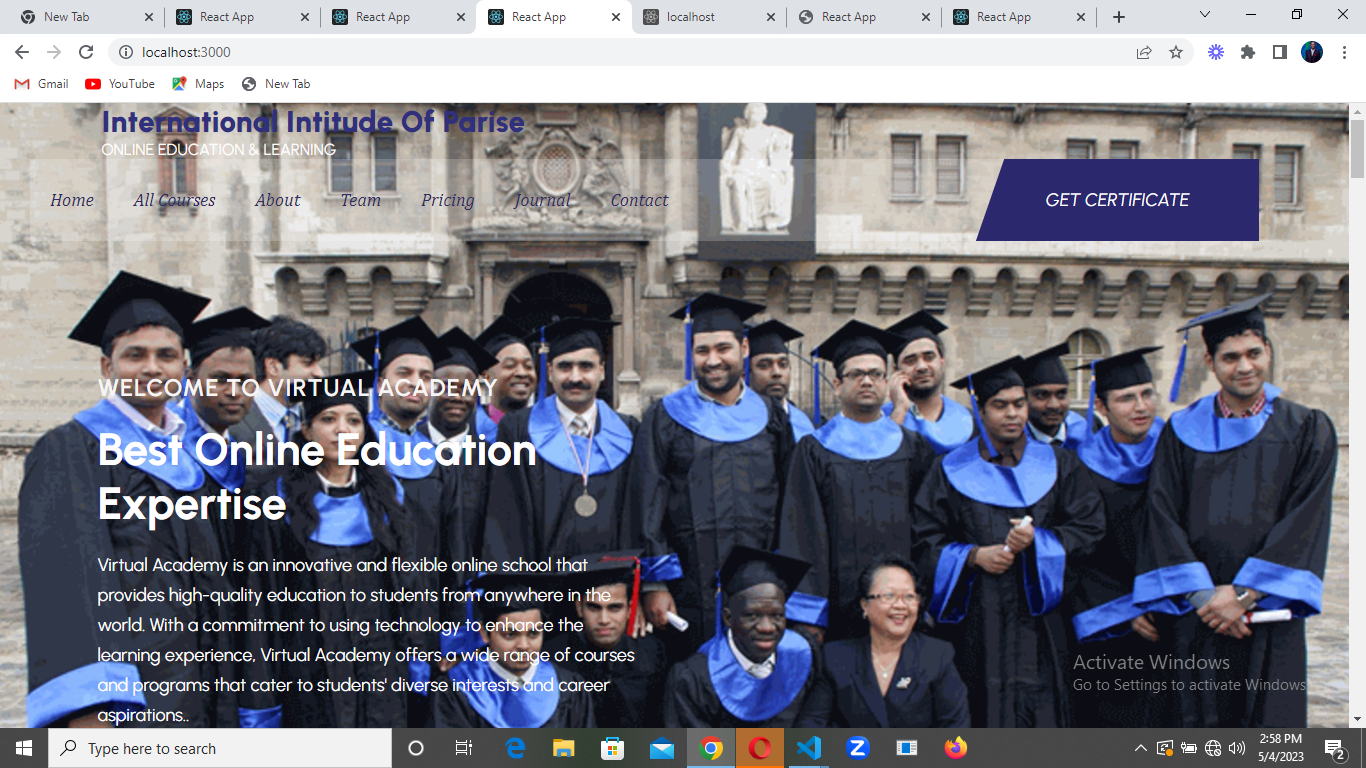 New Tab
React App
React App
React App
localhost
React App
React App
localhost:3000
Gmail
YouTube
Maps
New Tab
International Intitude Of Parise
ONLINE EDUCATION & LEARNING
Home
All Courses
About
Team
Pricing
Journal
Contact
GET CERTIFICATE
WELCOME TO VIRTUAL ACADEMY
Best Online Education
Expertise
Virtual Academy is an innovative and flexible online school that
provides high-quality education to students from anywhere in the
world. With a commitment to using technology to enhance the
learning experience, Virtual Academy offers a wide range of courses
and programs that cater to students' diverse interests and career
aspirations..
Activate Windows
Go to Settings to activate Windows.
Type here to search
2:58 PM
5/4/2023
2